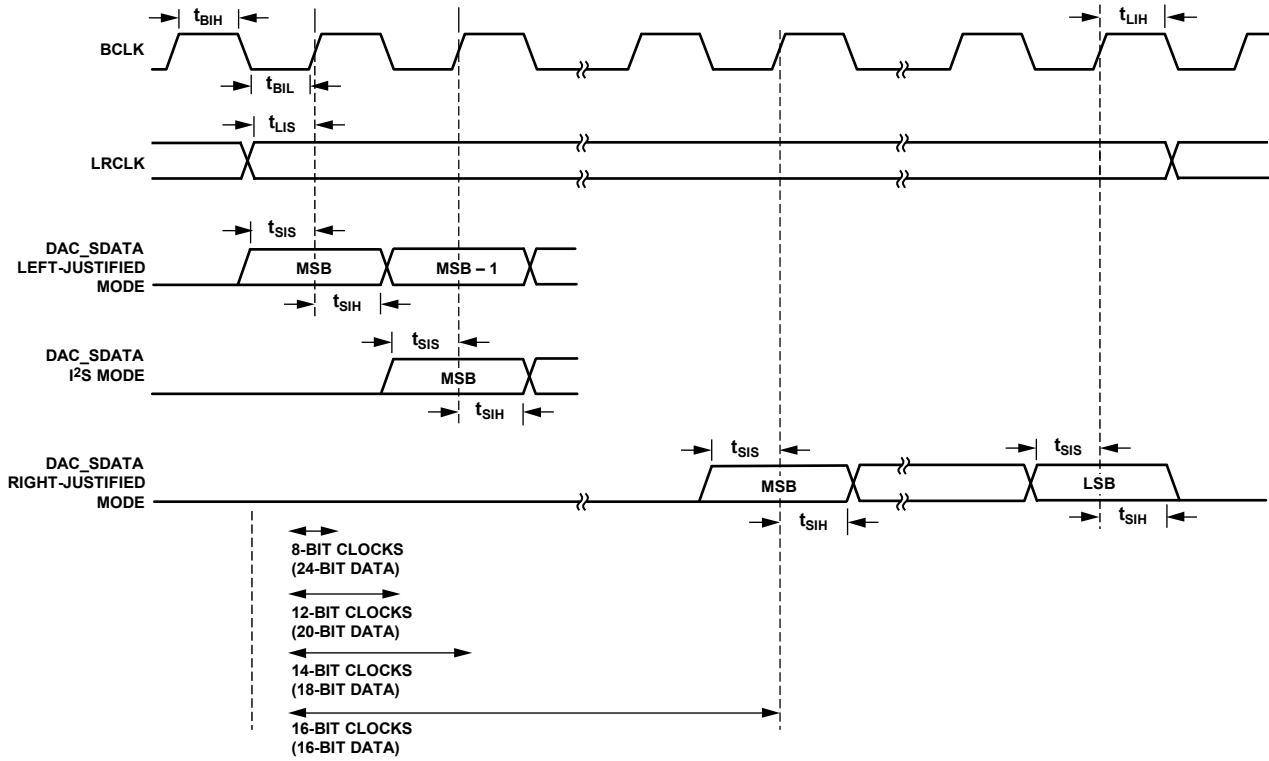 tBIH
tLIH
BCLK
tBIL
tLIS
LRCLK
tSIS
DAC_SDATA
LEFT-JUSTIFIED
MODE
MSB
MSB – 1
tSIH
tSIS
DAC_SDATA
I2S MODE
MSB
tSIH
tSIS
tSIS
DAC_SDATA
RIGHT-JUSTIFIED
MODE
MSB
LSB
tSIH
tSIH
8-BIT CLOCKS
(24-BIT DATA)
12-BIT CLOCKS
(20-BIT DATA)
14-BIT CLOCKS
(18-BIT DATA)
16-BIT CLOCKS
(16-BIT DATA)